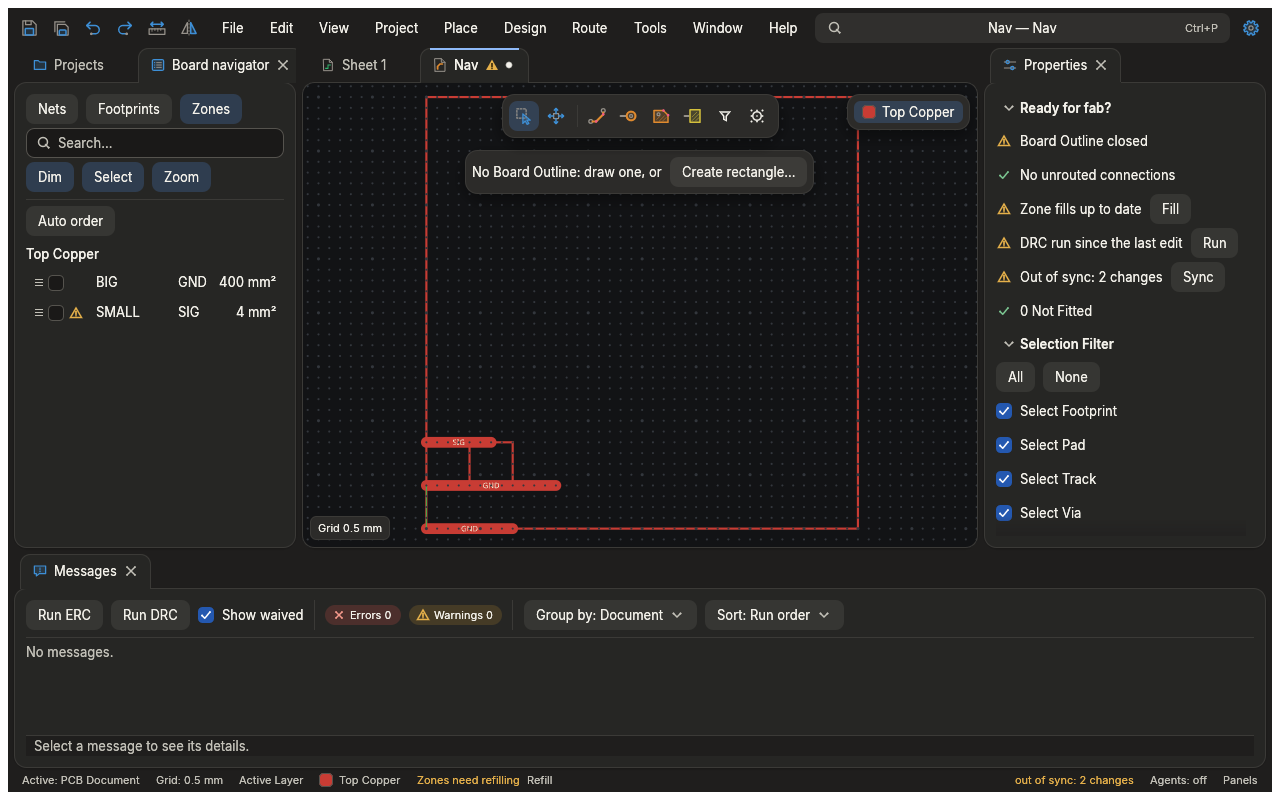 File Edit View Project Place Design Route Tools Window Help Nav — Nav Ctrl+P
Projects Board navigator Sheet 1 Nav Properties
Nets Footprints Zones
Search...
Dim Select Zoom
Auto order
Top Copper
BIG GND 400 mm²
SMALL SIG 4 mm²
Top Copper
No Board Outline: draw one, or Create rectangle...
SIG
GND
GND
Grid 0.5 mm
Ready for fab?
Board Outline closed
No unrouted connections
Zone fills up to date Fill
DRC run since the last edit Run
Out of sync: 2 changes Sync
0 Not Fitted
Selection Filter
All None
Select Footprint
Select Pad
Select Track
Select Via
Messages
Run ERC Run DRC Show waived Errors 0 Warnings 0 Group by: Document Sort: Run order
No messages.
Select a message to see its details.
Active: PCB Document Grid: 0.5 mm Active Layer Top Copper Zones need refilling Refill out of sync: 2 changes Agents: off Panels